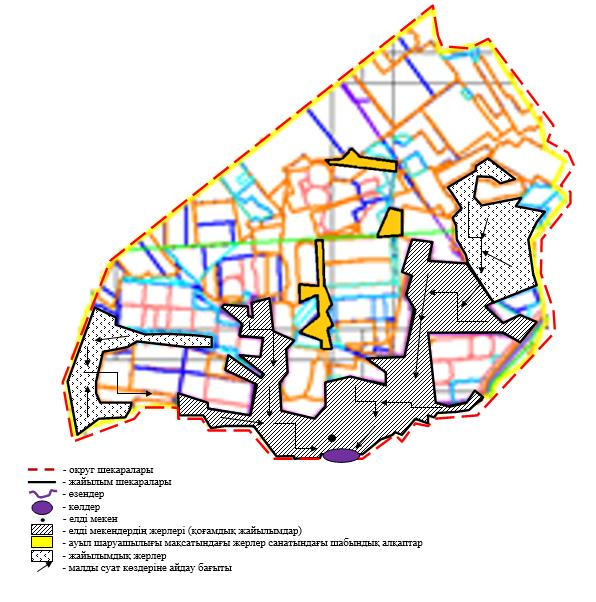 - округ шекаралары
- жайылым шекаралары
- өзендер
- көлдер
- елді мекен
- елді мекендердің жерлері (қоғамдық жайылымдар)
- ауыл шаруашылығы мақсатындағы жерлер санатындағы шабындық алқаптар
- жайылымдық жерлер
- малды суат көздеріне айдау бағыты